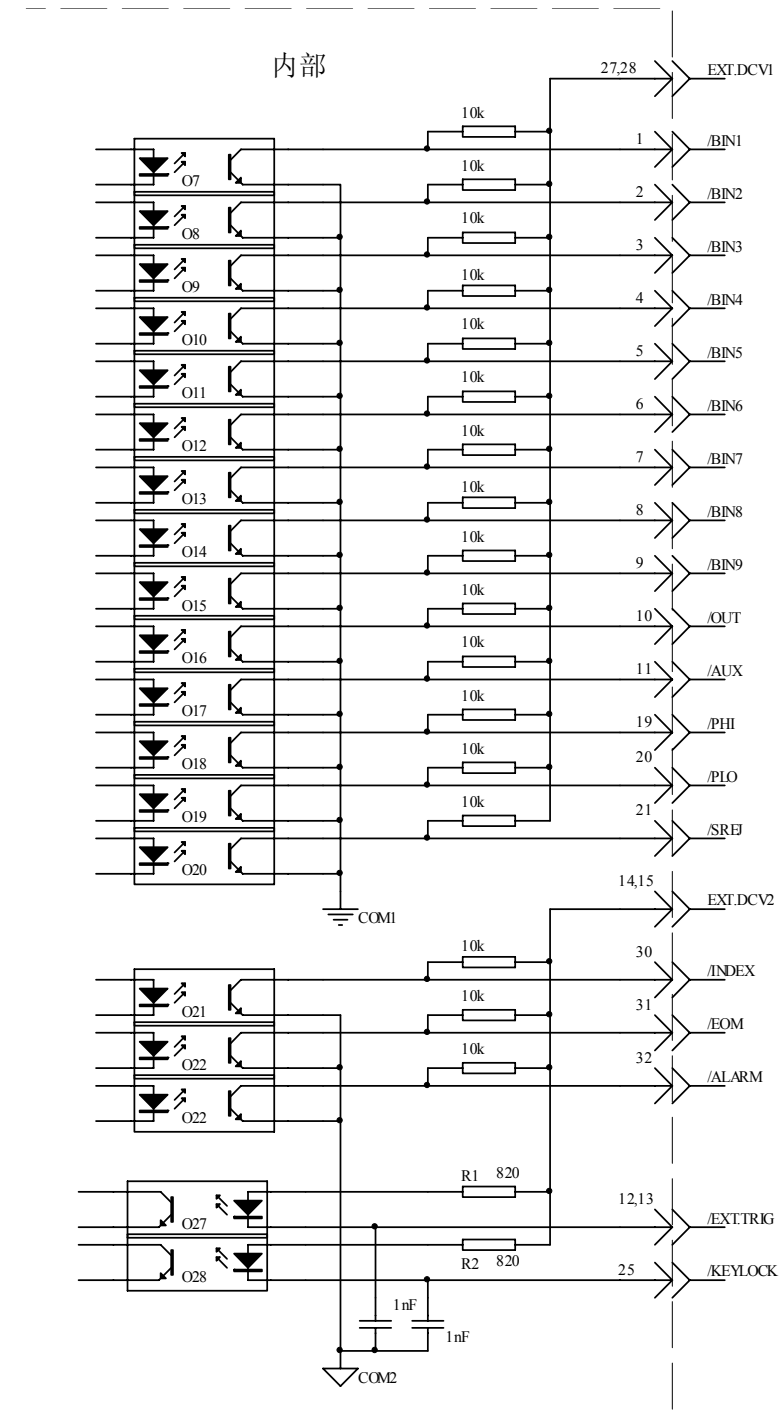 内部
27,28 EXT.DCV1
10k
1 /BIN1
O7
10k
2 /BIN2
O8
10k
3 /BIN3
O9
10k
4 /BIN4
O10
10k
5 /BIN5
O11
10k
6 /BIN6
O12
10k
7 /BIN7
O13
10k
8 /BIN8
O14
10k
9 /BIN9
O15
10k
10 /OUT
O16
10k
11 /AUX
O17
10k
19 /PHI
O18
10k
20 /PLO
O19
10k
21 /SREJ
O20
14,15 EXT.DCV2
COM1
10k
30 /INDEX
O21
10k
31 /EOM
O22
10k
32 /ALARM
O22
R1 820
12,13 /EXT.TRIG
O27
R2 820
25 /KEYLOCK
O28
1nF
1nF
COM2